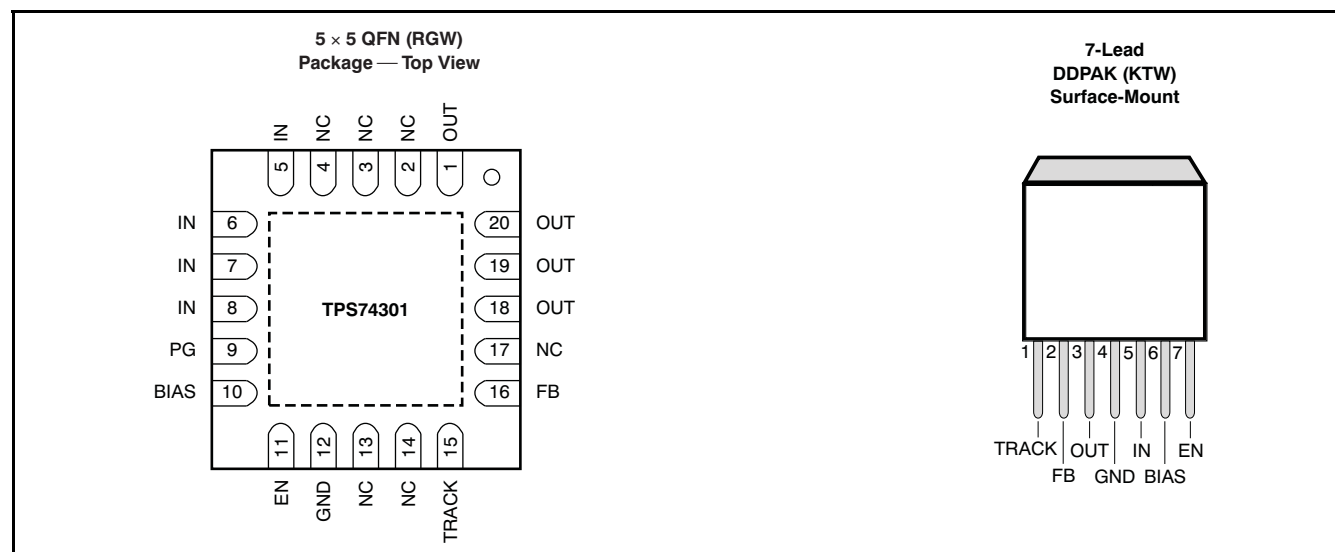 5 × 5 QFN (RGW)
Package — Top View
IN
NC
NC
NC
OUT
5
4
3
2
1
IN 6
IN 7
IN 8
PG 9
BIAS 10
TPS74301
20 OUT
19 OUT
18 OUT
17 NC
16 FB
11
12
13
14
15
EN
GND
NC
NC
TRACK
7-Lead
DDPAK (KTW)
Surface-Mount
1 2 3 4 5 6 7
TRACK OUT IN EN
FB GND BIAS